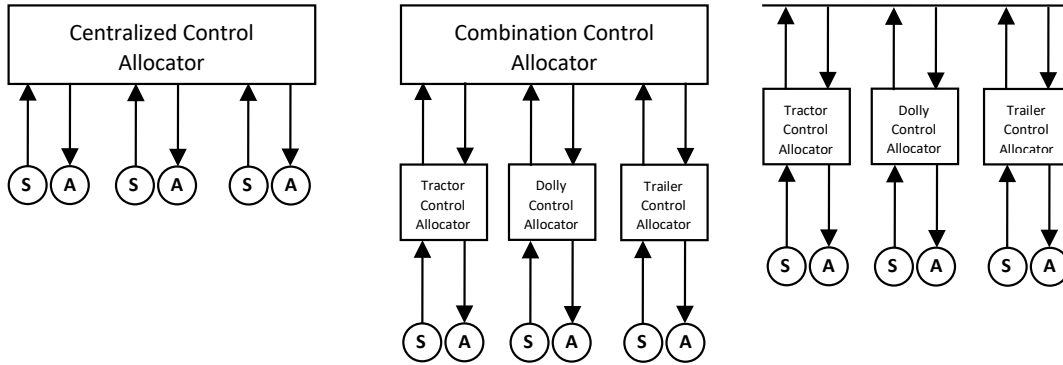 Centralized Control
Allocator
S A S A S A
Combination Control
Allocator
Tractor
Control
Allocator
Dolly
Control
Allocator
Trailer
Control
Allocator
S A S A S A
Tractor
Control
Allocator
Dolly
Control
Allocator
Trailer
Control
Allocator
S A S A S A